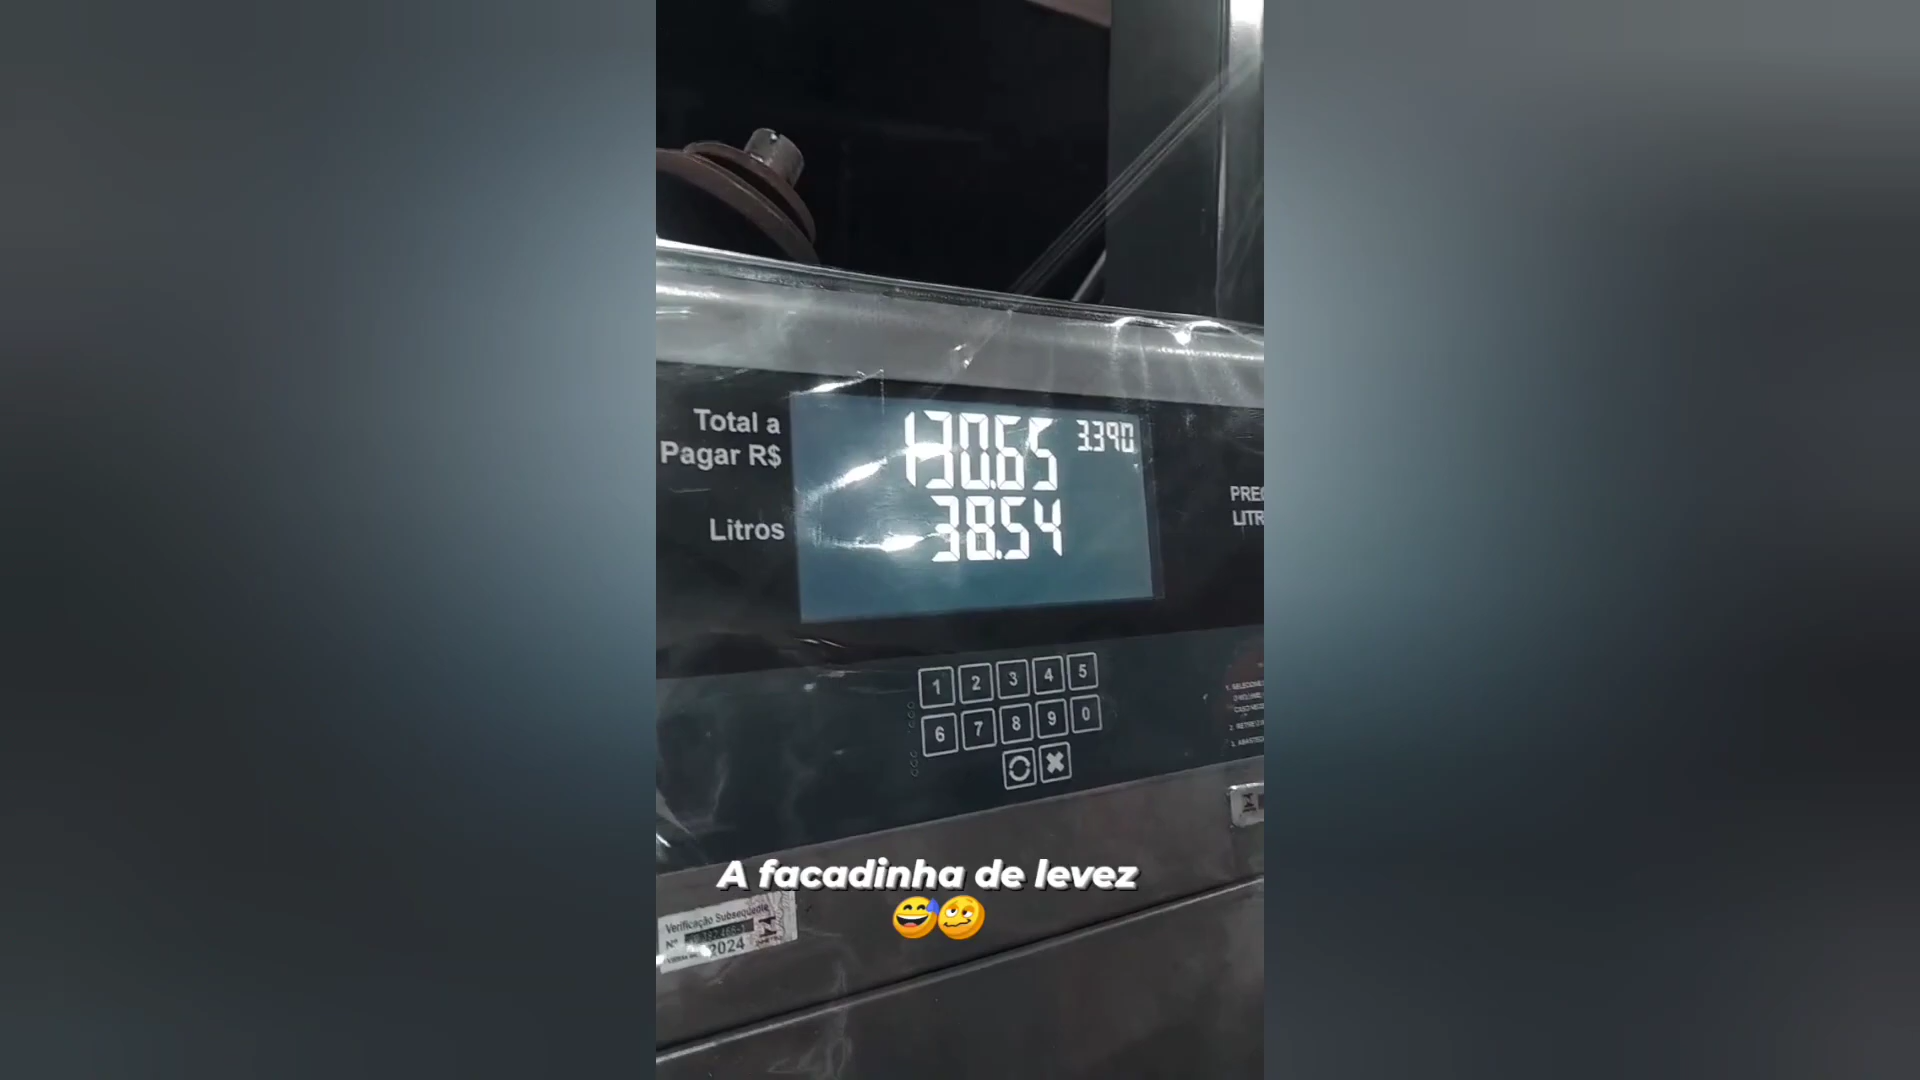 Total a
Pagar R$
130.65
3.390
Litros
38.54
PREÇ
LITR
1 2 3 4 5
6 7 8 9 0
A facadinha de levez
😅🥴
Verificação Subsequente
Nº
2024